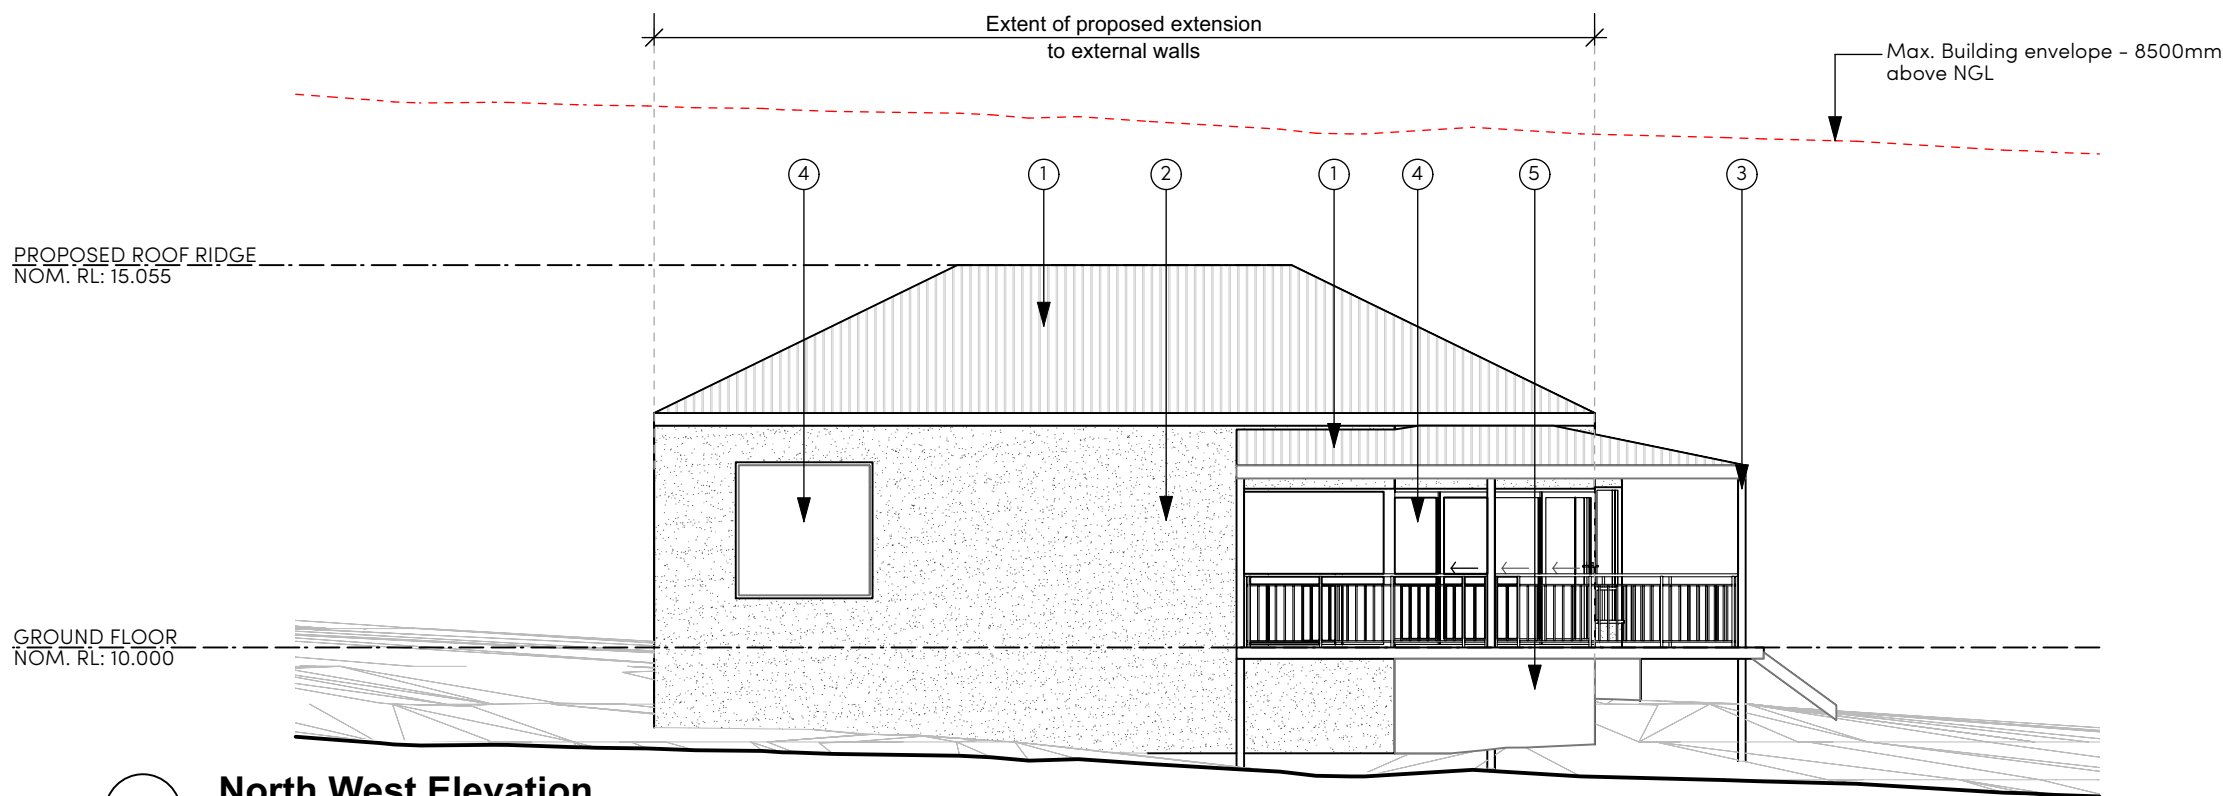 Extent of proposed extension
to external walls
Max. Building envelope - 8500mm
above NGL
4
1
2
1
4
5
3
PROPOSED ROOF RIDGE
NOM. RL: 15.055
GROUND FLOOR
NOM. RL: 10.000
North West Elevation